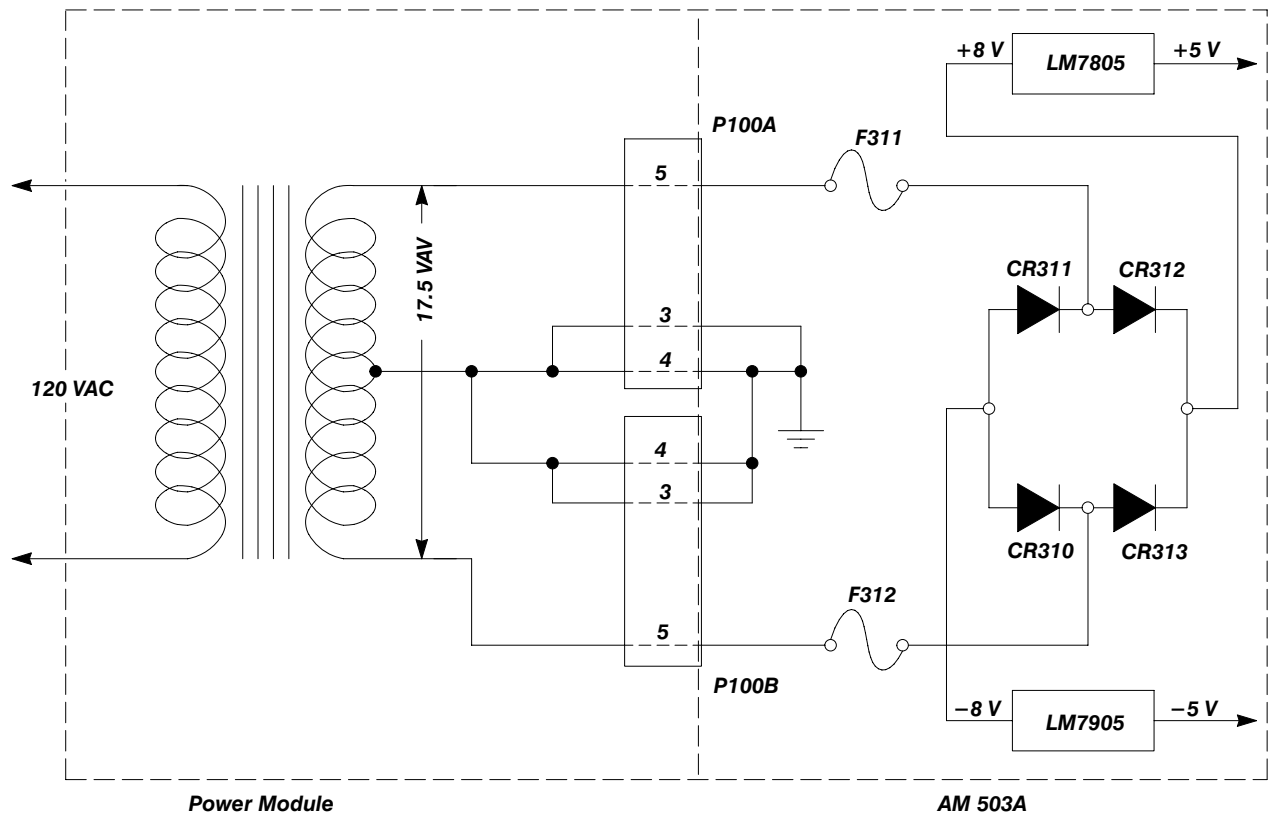 +8 V
LM7805
+5 V
P100A
F311
5
17.5 VAV
CR311
CR312
3
4
120 VAC
4
3
CR310
CR313
F312
5
P100B
−8 V
LM7905
−5 V
Power Module
AM 503A